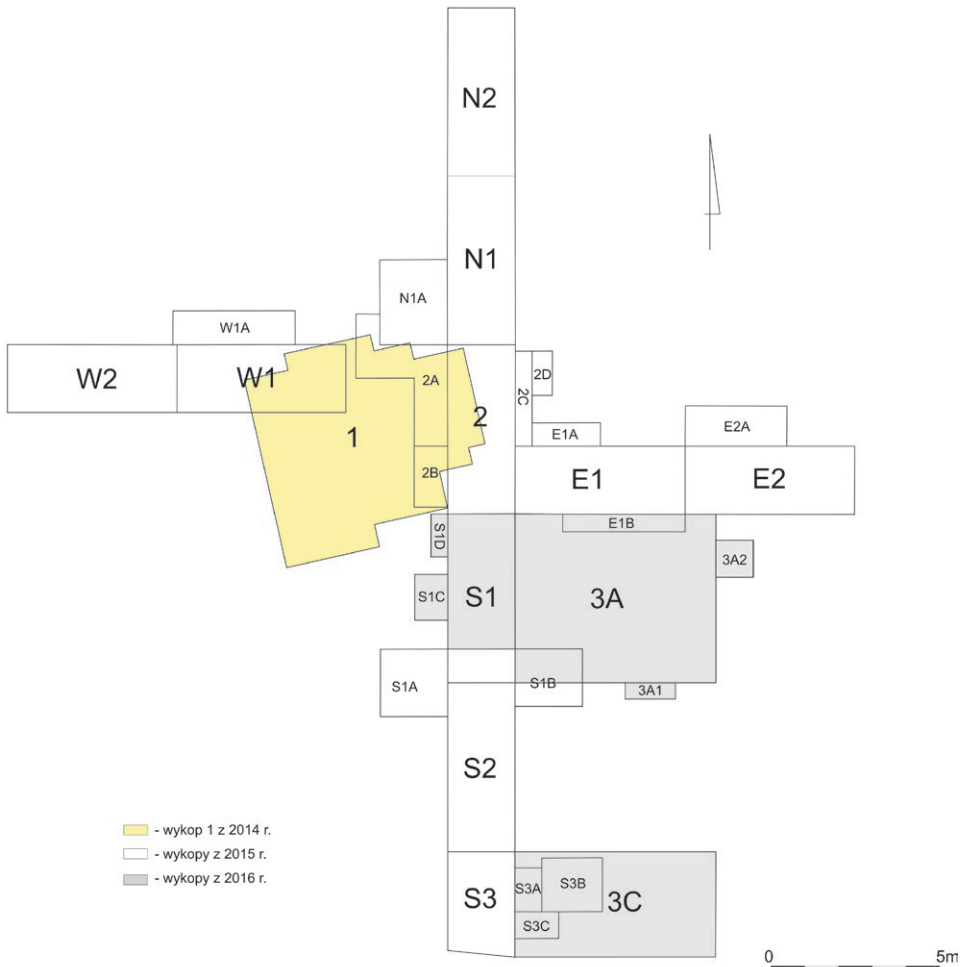 N2
N1
N1A
W1A
W2
W1
1
2A
2
2B
2C
2D
E1A
E2A
E1
E2
E1B
S1D
S1C
S1
3A
3A2
S1A
S1B
3A1
S2
- wykop 1 z 2014 r.
- wykopy z 2015 r.
- wykopy z 2016 r.
S3
S3A
S3B
S3C
3C
0
5m